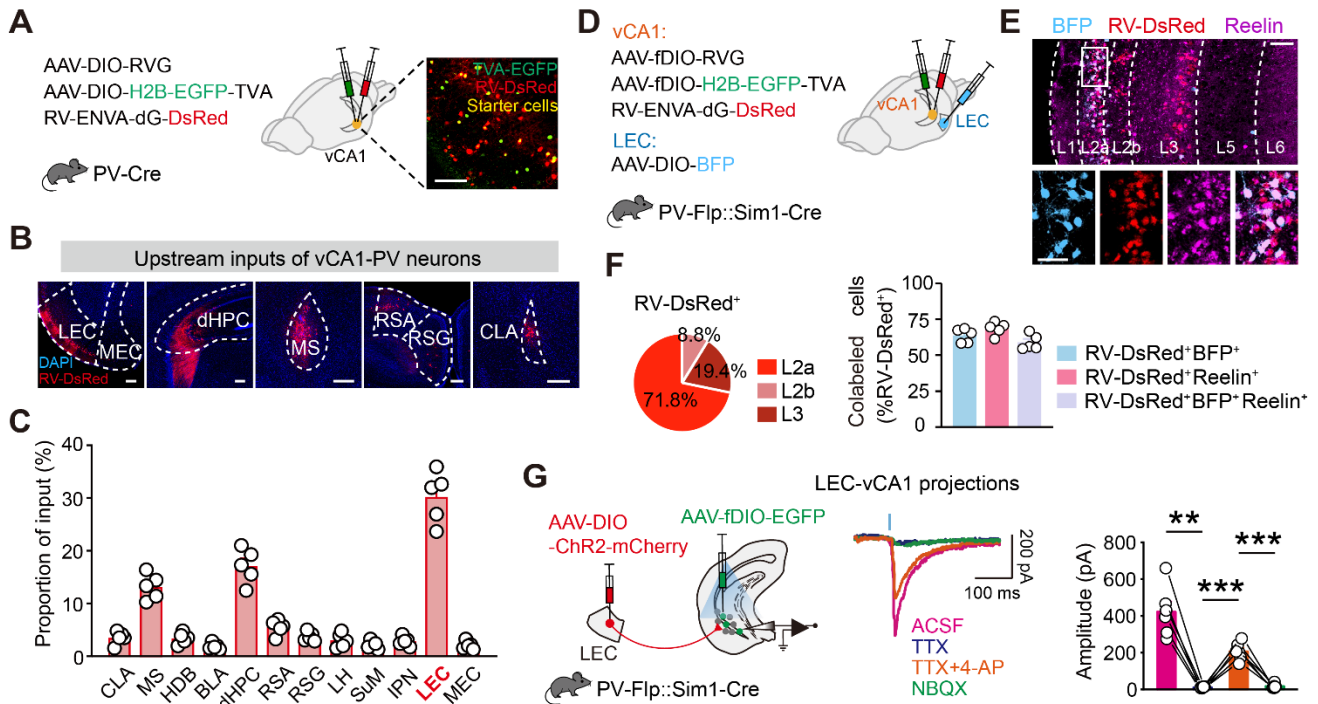 A
AAV-DIO-RVG
AAV-DIO-H2B-EGFP-TVA
RV-ENVA-dG-DsRed
PV-Cre
vCA1
TVA-EGFP
RV-DsRed
Starter cells
B
Upstream inputs of vCA1-PV neurons
LEC
MEC
DAPI
RV-DsRed
dHPC
MS
RSA
RSG
CLA
C
Proportion of input (%)
40
30
20
10
0
CLA
MS
HDB
BLA
dHPC
RSA
RSG
LH
SuM
IPN
LEC
MEC
D
vCA1:
AAV-fDIO-RVG
AAV-fDIO-H2B-EGFP-TVA
RV-ENVA-dG-DsRed
LEC:
AAV-DIO-BFP
PV-Flp::Sim1-Cre
vCA1
LEC
E
BFP RV-DsRed Reelin
L1 L2a L2b L3 L5 L6
F
RV-DsRed⁺
8.8%
19.4%
71.8%
L2a
L2b
L3
Colabeled cells
(%RV-DsRed⁺)
100
75
50
25
0
RV-DsRed⁺BFP⁺
RV-DsRed⁺Reelin⁺
RV-DsRed⁺BFP⁺Reelin⁺
G
LEC-vCA1 projections
AAV-DIO
-ChR2-mCherry
AAV-fDIO-EGFP
LEC
PV-Flp::Sim1-Cre
200 pA
100 ms
ACSF
TTX
TTX+4-AP
NBQX
Amplitude (pA)
800
600
400
200
0
**
***
***